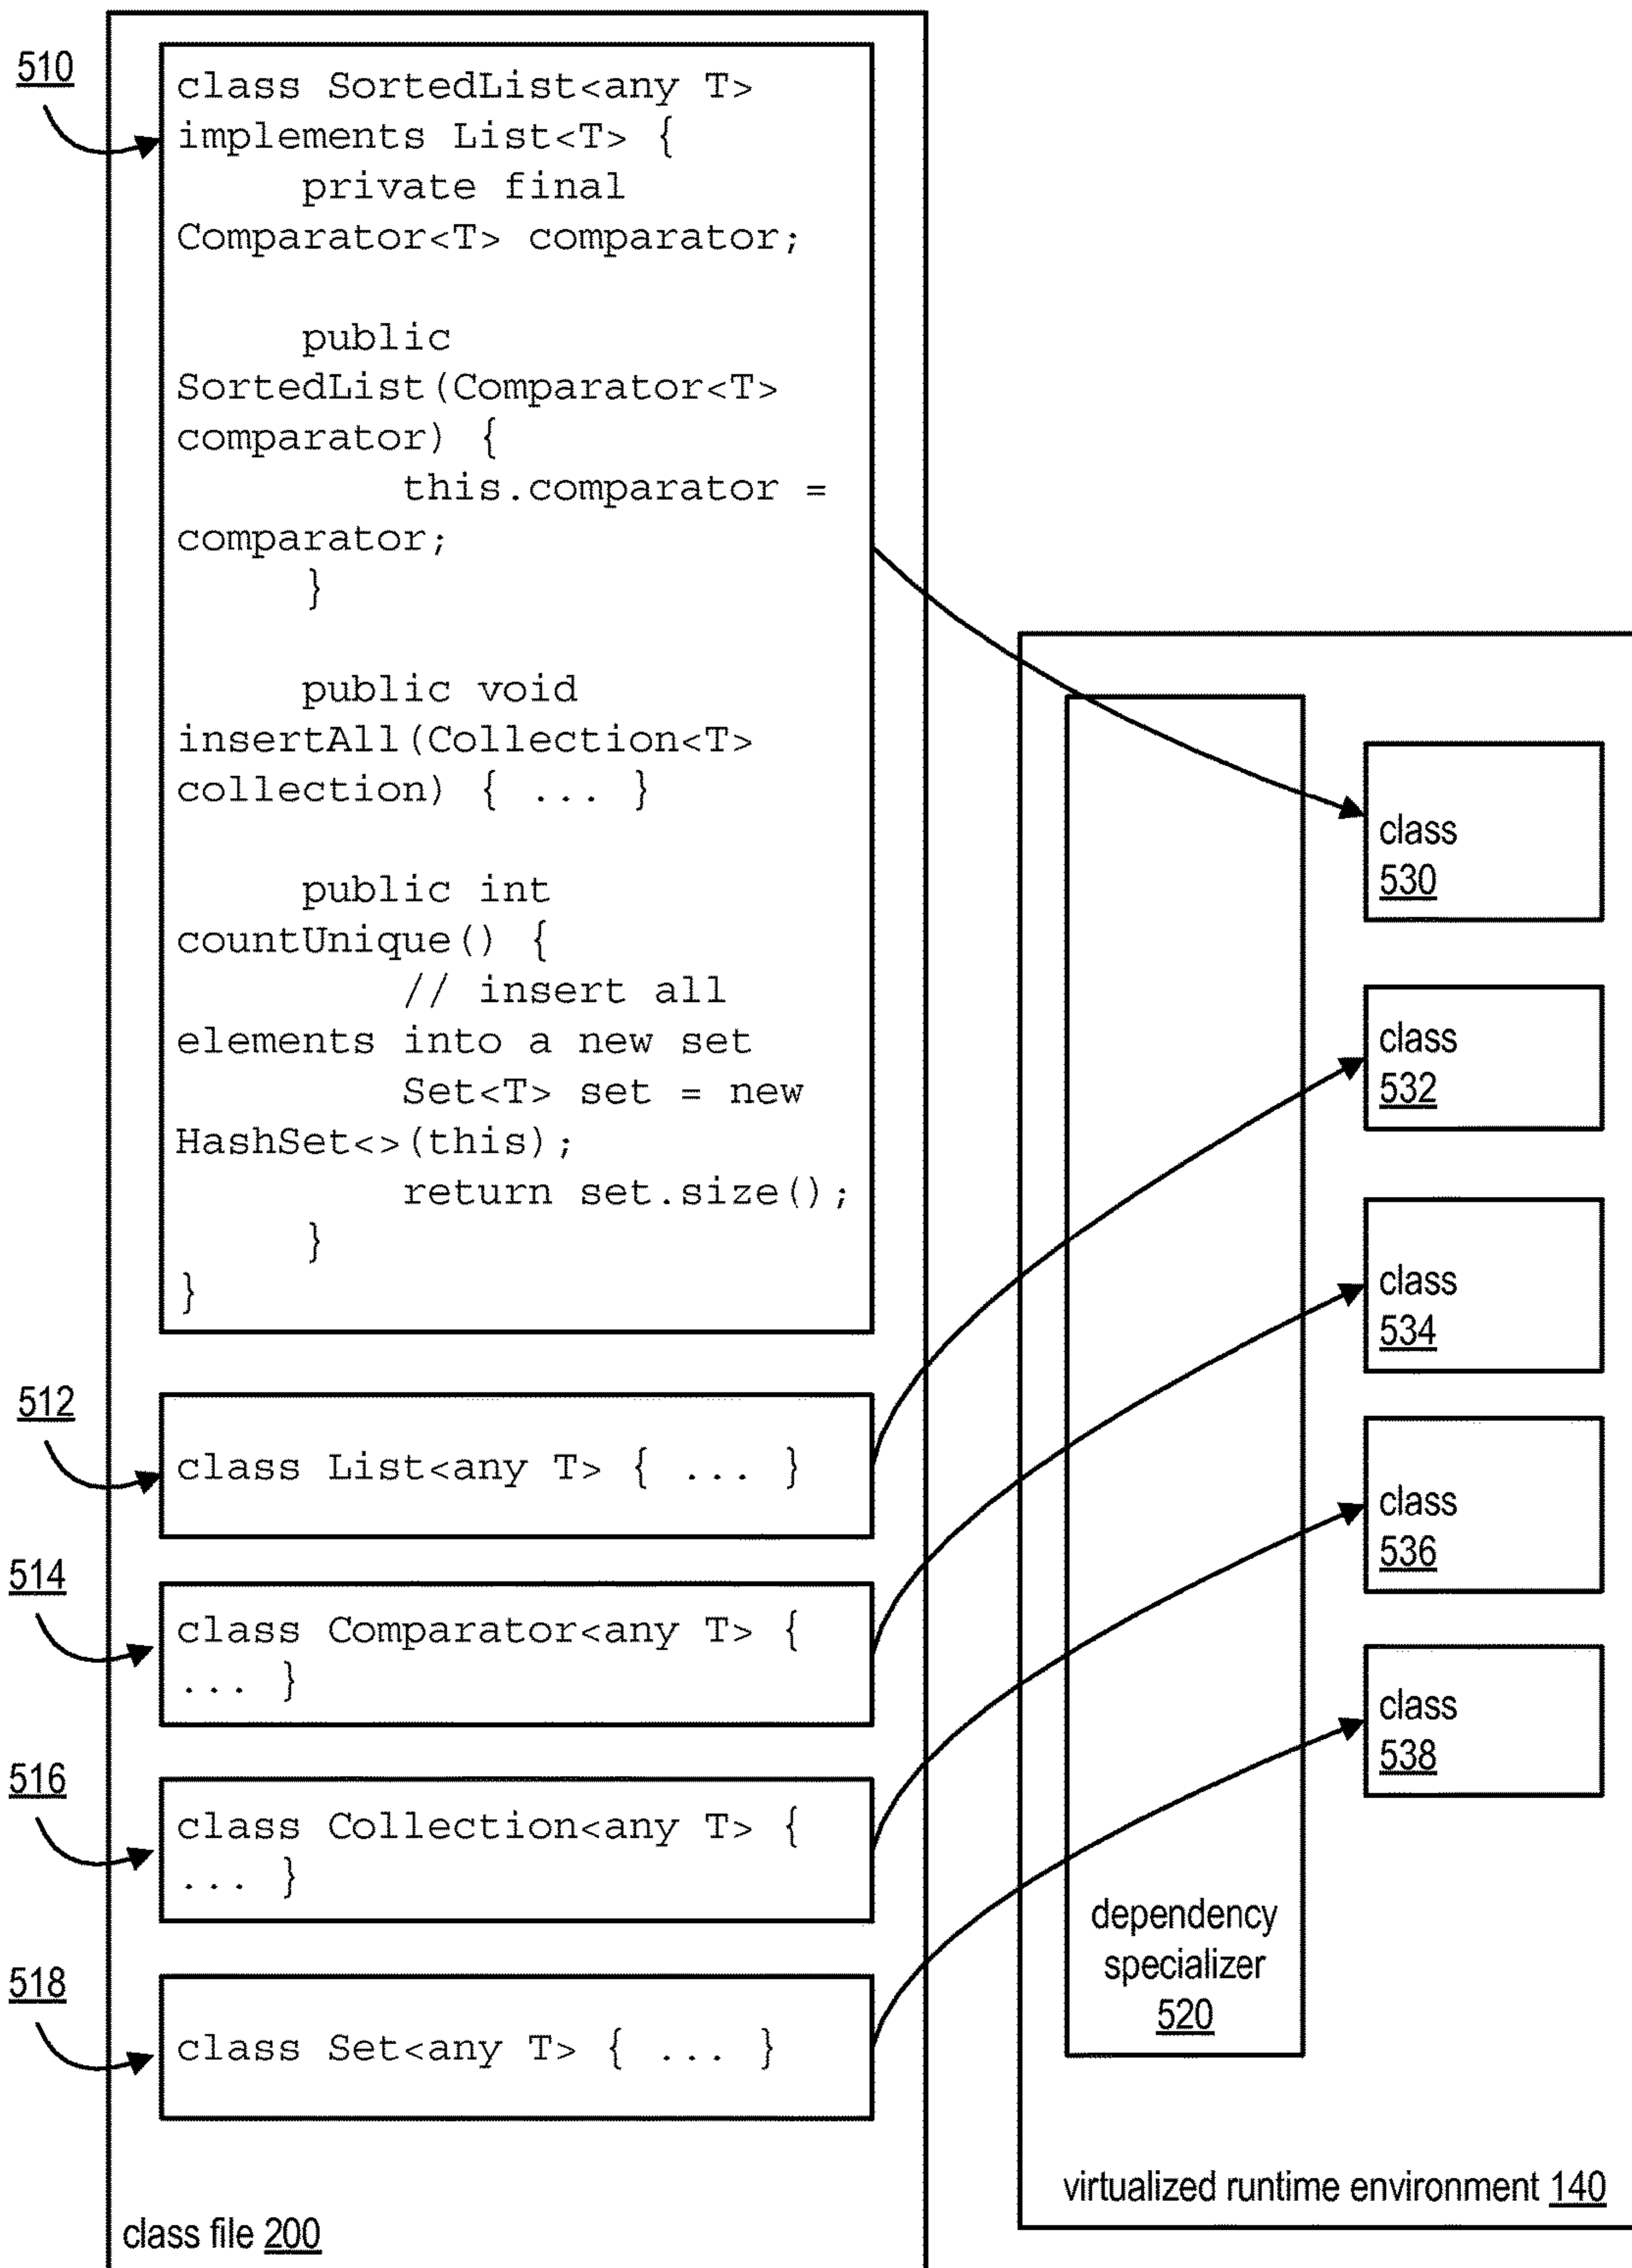 510
class SortedList<any T>
implements List<T> {
private final
Comparator<T> comparator;
public
SortedList(Comparator<T>
comparator) {
this.comparator =
comparator;
}
public void
insertAll(Collection<T>
collection) { ... }
public int
countUnique() {
// insert all
elements into a new set
Set<T> set = new
HashSet<>(this);
return set.size();
}
}
512
class List<any T> { ... }
514
class Comparator<any T> {
... }
516
class Collection<any T> {
... }
518
class Set<any T> { ... }
class file 200
dependency
specializer
520
class
530
class
532
class
534
class
536
class
538
virtualized runtime environment 140